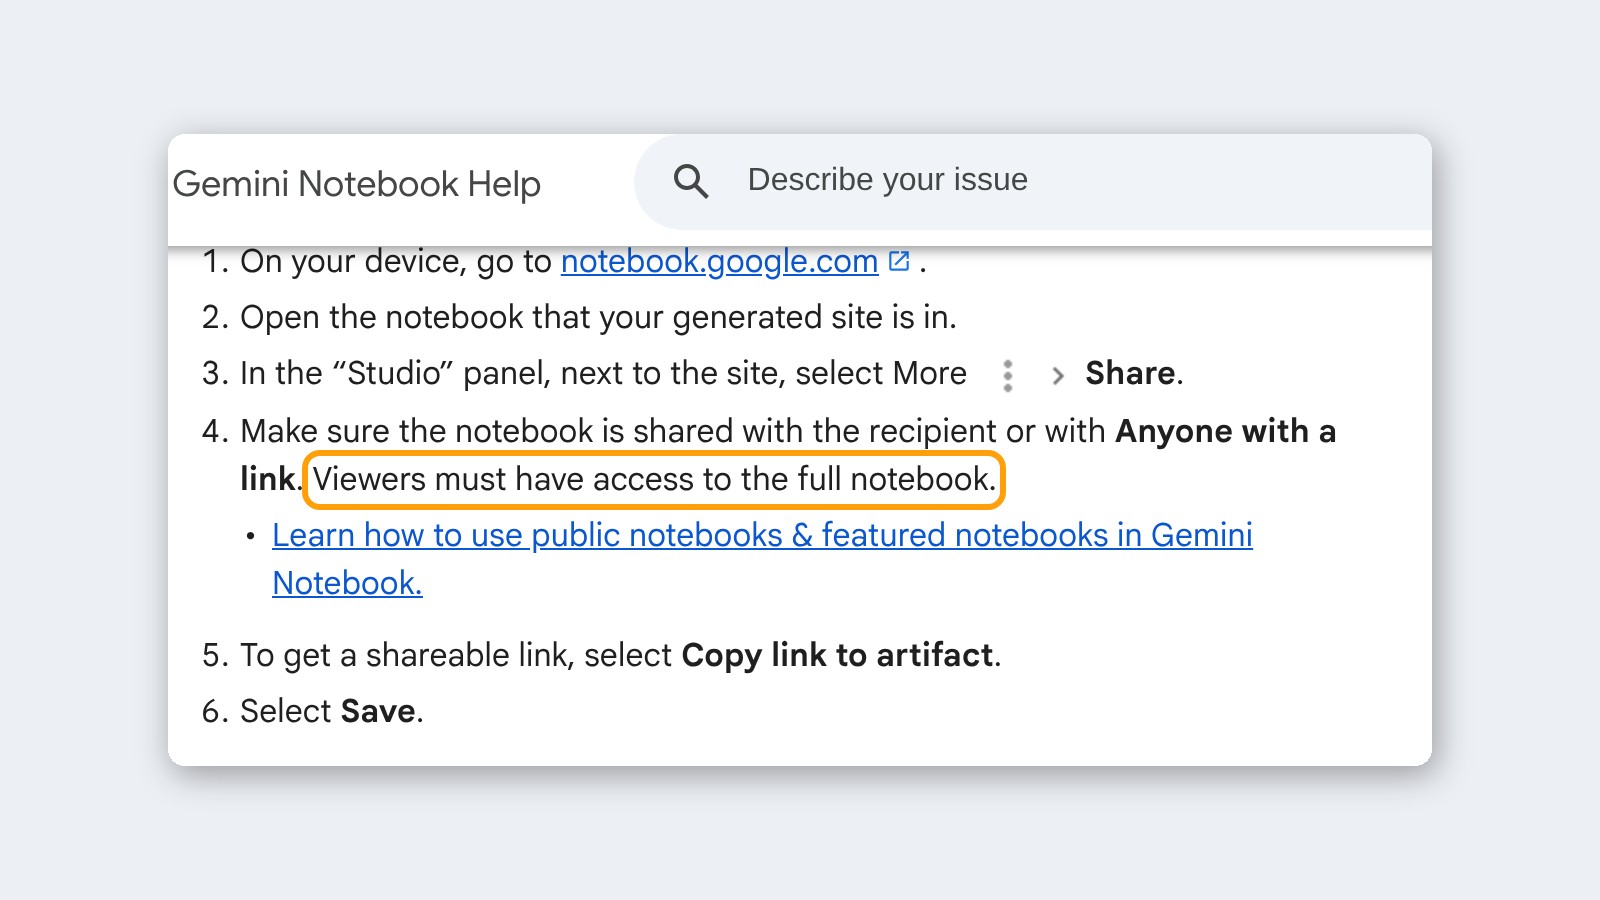 Gemini Notebook Help
Describe your issue
1. On your device, go to notebook.google.com .
2. Open the notebook that your generated site is in.
3. In the “Studio” panel, next to the site, select More > Share.
4. Make sure the notebook is shared with the recipient or with Anyone with a
link. Viewers must have access to the full notebook.
• Learn how to use public notebooks & featured notebooks in Gemini
Notebook.
5. To get a shareable link, select Copy link to artifact.
6. Select Save.